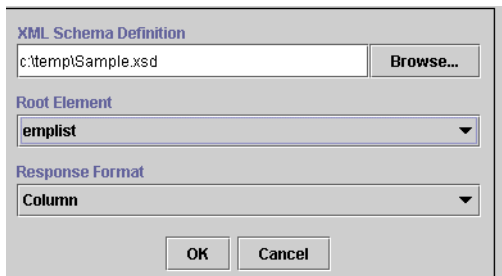 XML Schema Definition
c:\temp\Sample.xsd Browse...
Root Element
emplist
Response Format
Column
OK Cancel